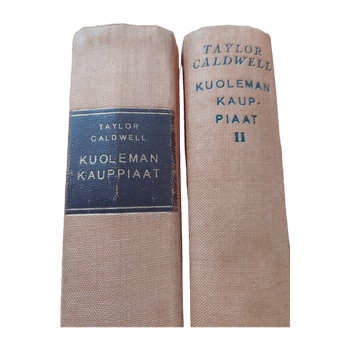 TAYLOR
CALDWELL
KUOLEMAN
KAUPPIAAT
I
TAYLOR
CALDWELL
KUOLEMAN
KAUP-
PIAAT
II